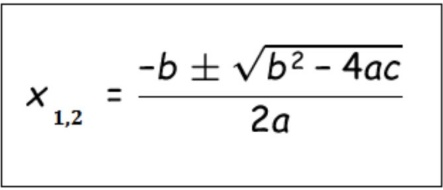 x₁,₂ = (-b ± √(b² - 4ac)) / 2a